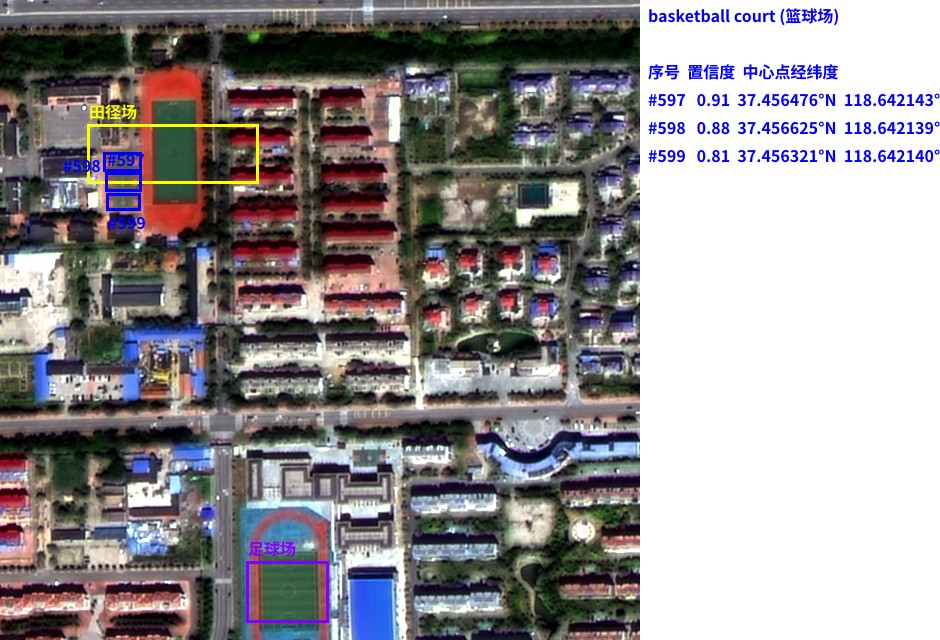 basketball court (篮球场)
序号 置信度 中心点经纬度
#597 0.91 37.456476°N 118.642143°
#598 0.88 37.456625°N 118.642139°
#599 0.81 37.456321°N 118.642140°
田径场
#598
#597
#599
足球场